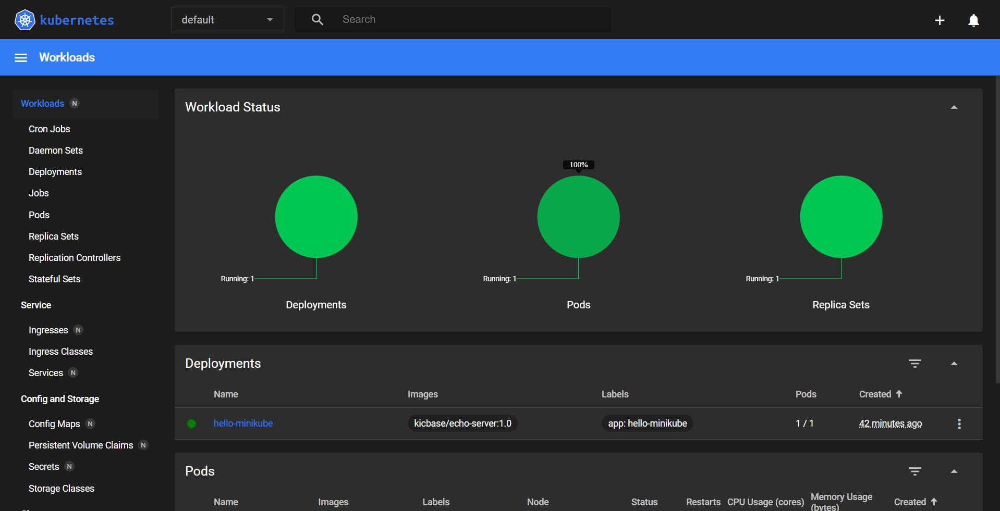 kubernetes
default
Search
Workloads
Workloads N
Cron Jobs
Daemon Sets
Deployments
Jobs
Pods
Replica Sets
Replication Controllers
Stateful Sets
Service
Ingresses N
Ingress Classes
Services N
Config and Storage
Config Maps N
Persistent Volume Claims N
Secrets N
Storage Classes
Workload Status
100%
Running: 1
Running: 1
Running: 1
Deployments
Pods
Replica Sets
Deployments
Name Images Labels Pods Created
hello-minikube kicbase/echo-server:1.0 app: hello-minikube 1 / 1 42 minutes ago
Pods
Name Images Labels Node Status Restarts CPU Usage (cores) Memory Usage (bytes) Created